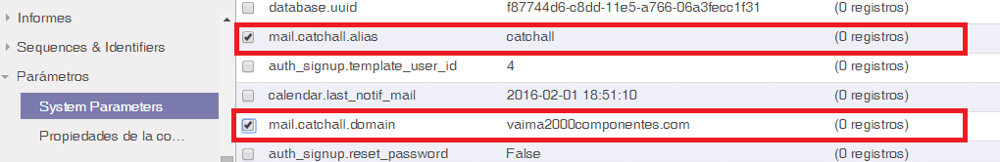 Informes
Sequences & Identifiers
Parámetros
System Parameters
Propiedades de la co...
database.uuid f87744d6-c8dd-11e5-a766-06a3fecc1f31 (0 registros)
mail.catchall.alias catchall (0 registros)
auth_signup.template_user_id 4 (0 registros)
calendar.last_notif_mail 2016-02-01 18:51:10 (0 registros)
mail.catchall.domain vaima2000componentes.com (0 registros)
auth_signup.reset_password False (0 registros)